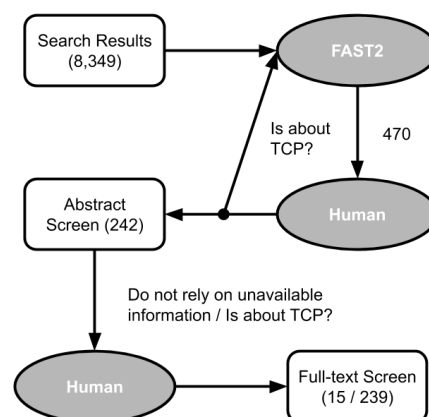 Search Results
(8,349)
FAST2
Is about
TCP?
470
Abstract
Screen (242)
Human
Do not rely on unavailable
information / Is about TCP?
Human
Full-text Screen
(15 / 239)